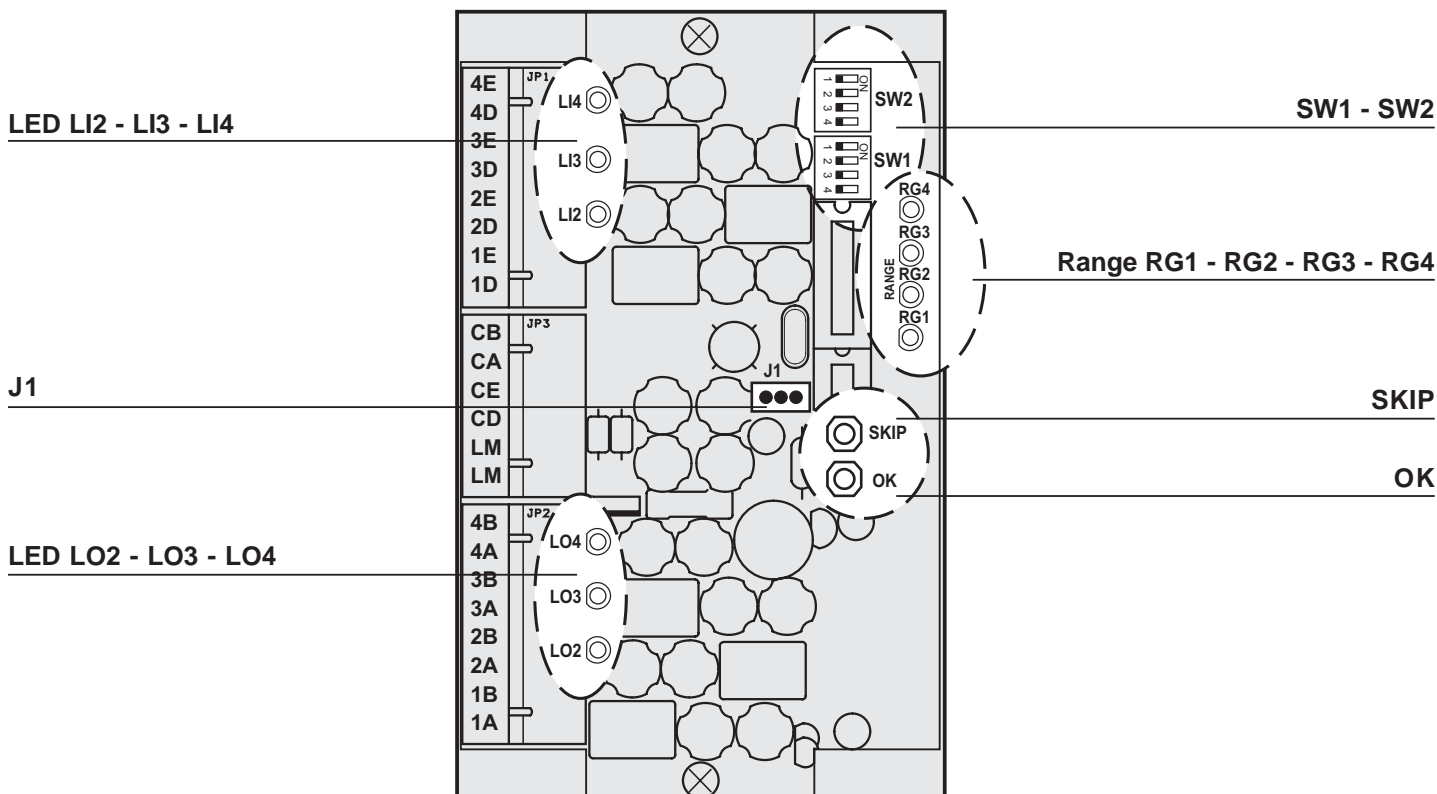 LED LI2 - LI3 - LI4
J1
LED LO2 - LO3 - LO4
4E
4D
3E
3D
2E
2D
1E
1D
JP1
LI4
LI3
LI2
CB
CA
CE
CD
LM
LM
JP3
4B
4A
3B
3A
2B
2A
1B
1A
JP2
LO4
LO3
LO2
J1
1
2
3
4
ON
SW2
1
2
3
4
ON
SW1
RG4
RG3
RG2
RG1
RANGE
SKIP
OK
SW1 - SW2
Range RG1 - RG2 - RG3 - RG4
SKIP
OK